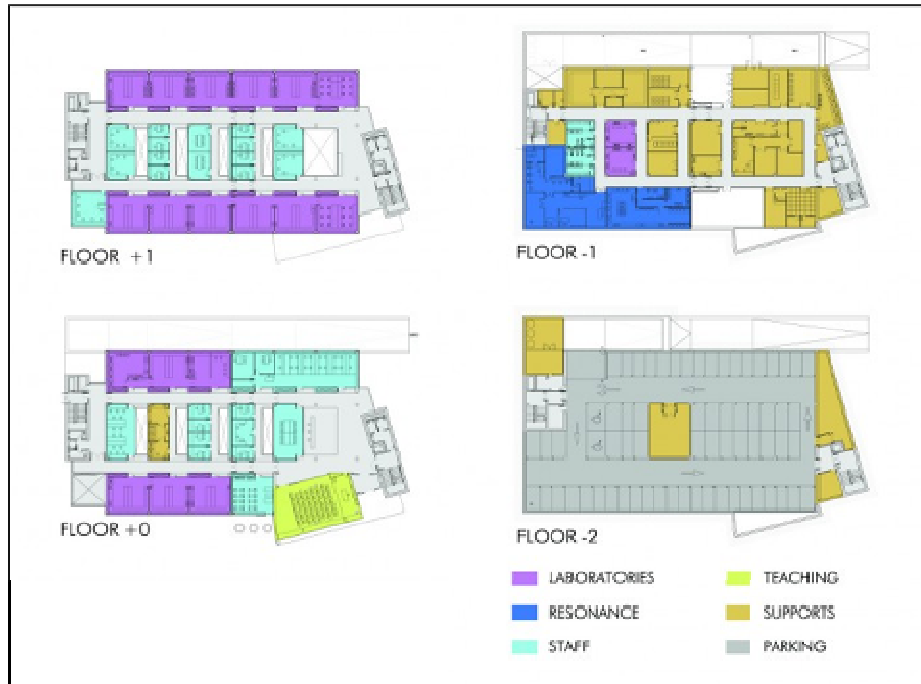 FLOOR +1
FLOOR -1
FLOOR +0
FLOOR -2
LABORATORIES
TEACHING
RESONANCE
SUPPORTS
STAFF
PARKING